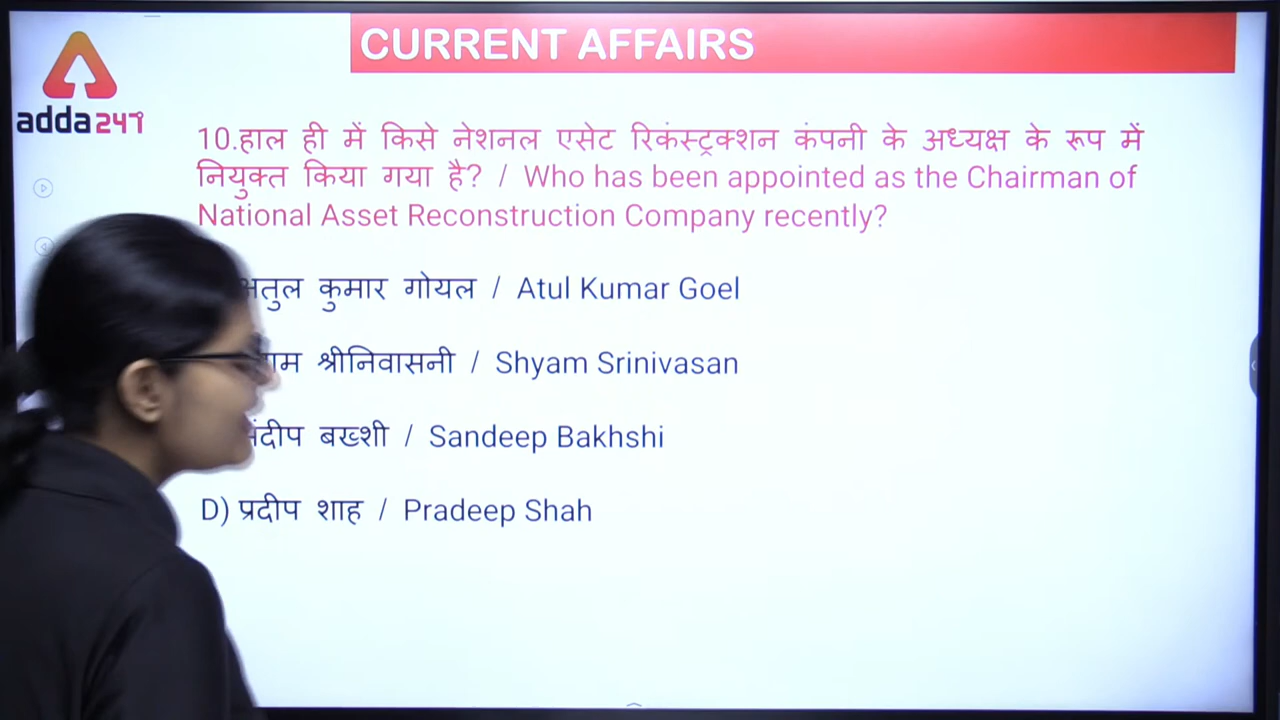 CURRENT AFFAIRS
adda247
10.हाल ही में किसे नेशनल एसेट रिकंस्ट्रक्शन कंपनी के अध्यक्ष के रूप में
नियुक्त किया गया है? / Who has been appointed as the Chairman of
National Asset Reconstruction Company recently?
कुमार गोयल / Atul Kumar Goel
श्रीनिवासनी / Shyam Srinivasan
बख्शी / Sandeep Bakhshi
D) प्रदीप शाह / Pradeep Shah